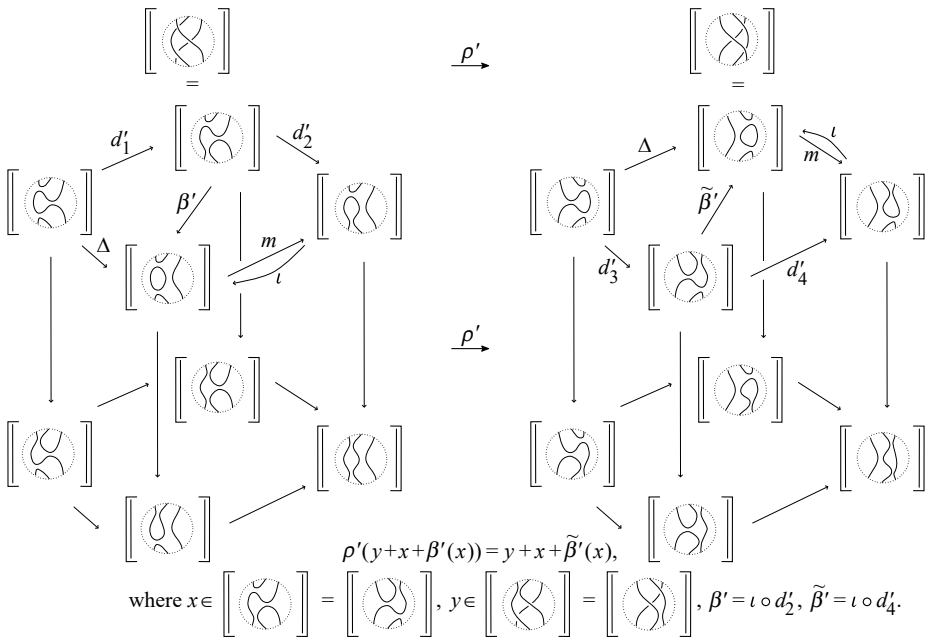 ρ′
= =
d′₁ d′₂ Δ ι
m
β′ β̃′
Δ m ι d′₃ d′₄
ρ′
ρ′(y+x+β′(x))=y+x+β̃′(x),
where x∈ = , y∈ = , β′=ι∘d′₂, β̃′=ι∘d′₄.